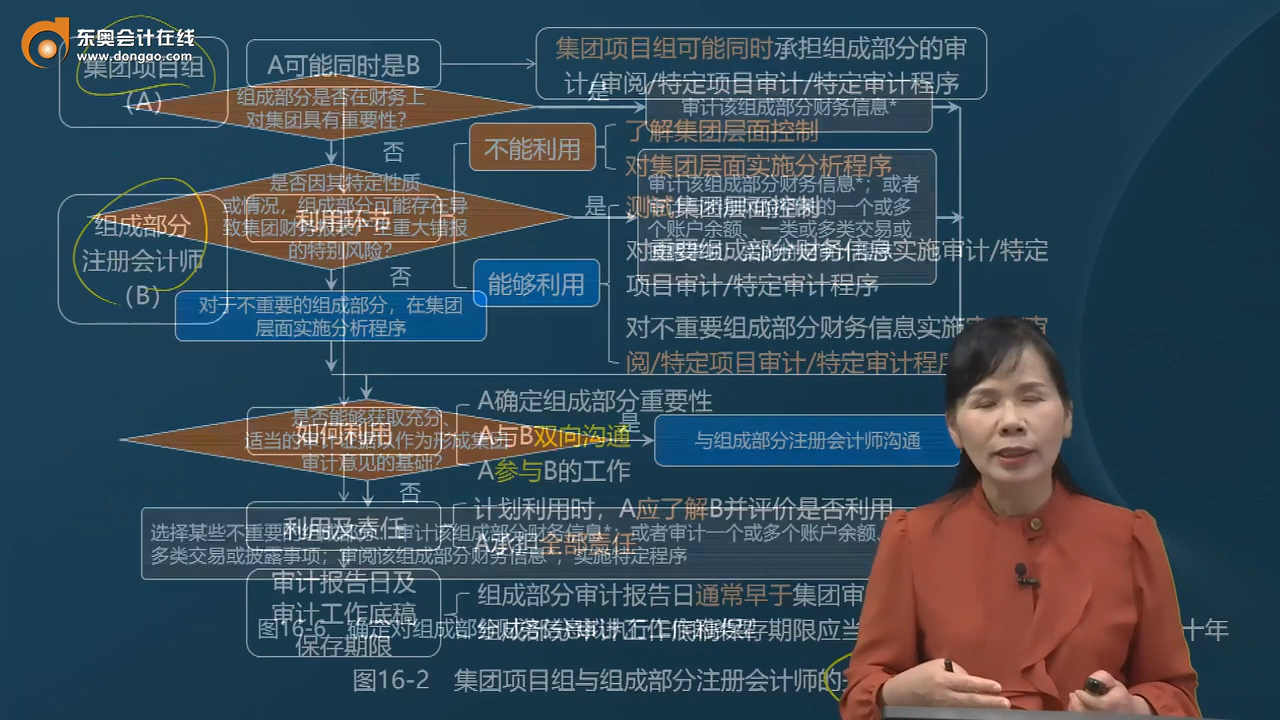 东奥会计在线
www.dongao.com
集团项目组
(A)
A可能同时是B
集团项目组可能同时承担组成部分的审
计/审阅/特定项目审计/特定审计程序
组成部分是否在财务上
对集团具有重要性?
是
审计该组成部分财务信息*
否
不能利用
了解集团层面控制
对集团层面实施分析程序
是否因其特定性质
或情况,组成部分可能存在导
致集团财务报表发生重大错报
的特别风险?
是
审计该组成部分财务信息*;或者
的一个或多
个账户余额、一类或多类交易或
利用环节
组成部分
注册会计师
(B)
测试集团层面控制
对重要组成部分财务信息实施审计/特定
项目审计/特定审计程序
否
能够利用
对于不重要的组成部分,在集团
层面实施分析程序
对不重要组成部分财务信息实施
阅/特定项目审计/特定审计程序
是否能够获取充分、
适当的审计证据以作为形成集团
审计意见的基础?
如何利用
A确定组成部分重要性
A与B双向沟通
A参与B的工作
是
与组成部分注册会计师沟通
否
利用及责任
计划利用时,A应了解B并评价是否利用
A承担全部责任
选择某些不重要的组成部分:审计该组成部分财务信息*;或者审计一个或多个账户余额、
多类交易或披露事项;审阅该组成部分财务信息*;实施特定程序
审计报告日及
审计工作底稿
保存期限
组成部分审计报告日通常早于集团审
组成部分审计工作底稿保存期限应当
十年
图16-6 确定对组成部分
图16-2 集团项目组与组成部分注册会计师的